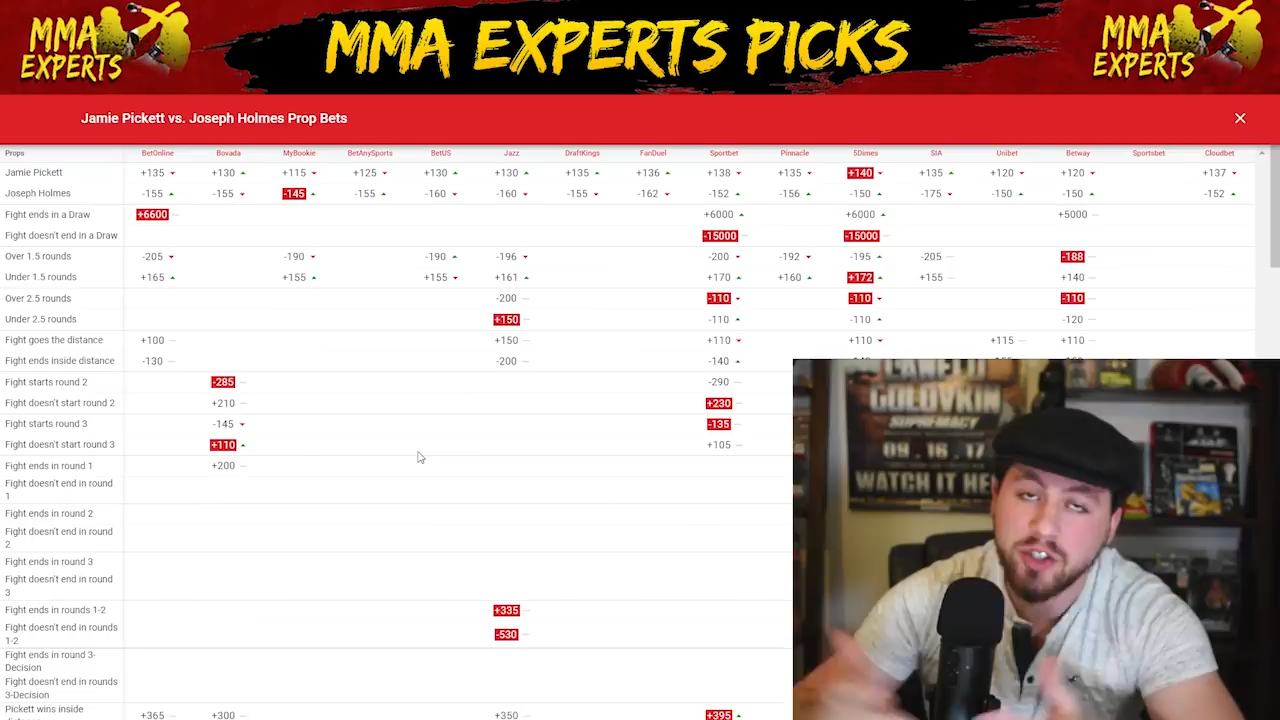 MMA EXPERTS
MMA EXPERTS PICKS
MMA EXPERTS
Jamie Pickett vs. Joseph Holmes Prop Bets ×
Props BetOnline Bovada MyBookie BetAnySports BetUS Jazz DraftKings FanDuel Sportbet Pinnacle 5Dimes SIA Unibet Betway Sportsbet Cloudbet
Jamie Pickett +135 +130 +115 +125 +130 +130 +135 +136 +138 +135 +140 +135 +120 +120 +137
Joseph Holmes -155 -155 -145 -155 -160 -160 -155 -162 -152 -156 -150 -175 -150 -150 -152
Fight ends in a Draw +6600 +6000 +6000 +5000
Fight doesn't end in a Draw -15000 -15000
Over 1.5 rounds -205 -190 -190 -196 -200 -192 -195 -205 -188
Under 1.5 rounds +165 +155 +155 +161 +170 +160 +172 +155 +140
Over 2.5 rounds -200 -110 -110 -110
Under 2.5 rounds +150 -110 -110 -120
Fight goes the distance +100 +150 +110 +110 +115 +110
Fight ends inside distance -130 -200 -140
Fight starts round 2 -285 -290
Fight doesn't start round 2 +210 +230
Fight starts round 3 -145 -135
Fight doesn't start round 3 +110 +105
Fight ends in round 1 +200
Fight doesn't end in round
1
Fight ends in round 2
Fight doesn't end in round
2
Fight ends in round 3
Fight doesn't end in round
3
Fight ends in rounds 1-2 +335
Fight doesn't end in rounds
1-2 -530
Fight ends in round 3-
Decision
Fight doesn't end in rounds
3-Decision
Pickett wins inside +365 +300 +350 +395
CANELO
GOLOVKIN
SUPREMACY
09.16.17
WATCH IT